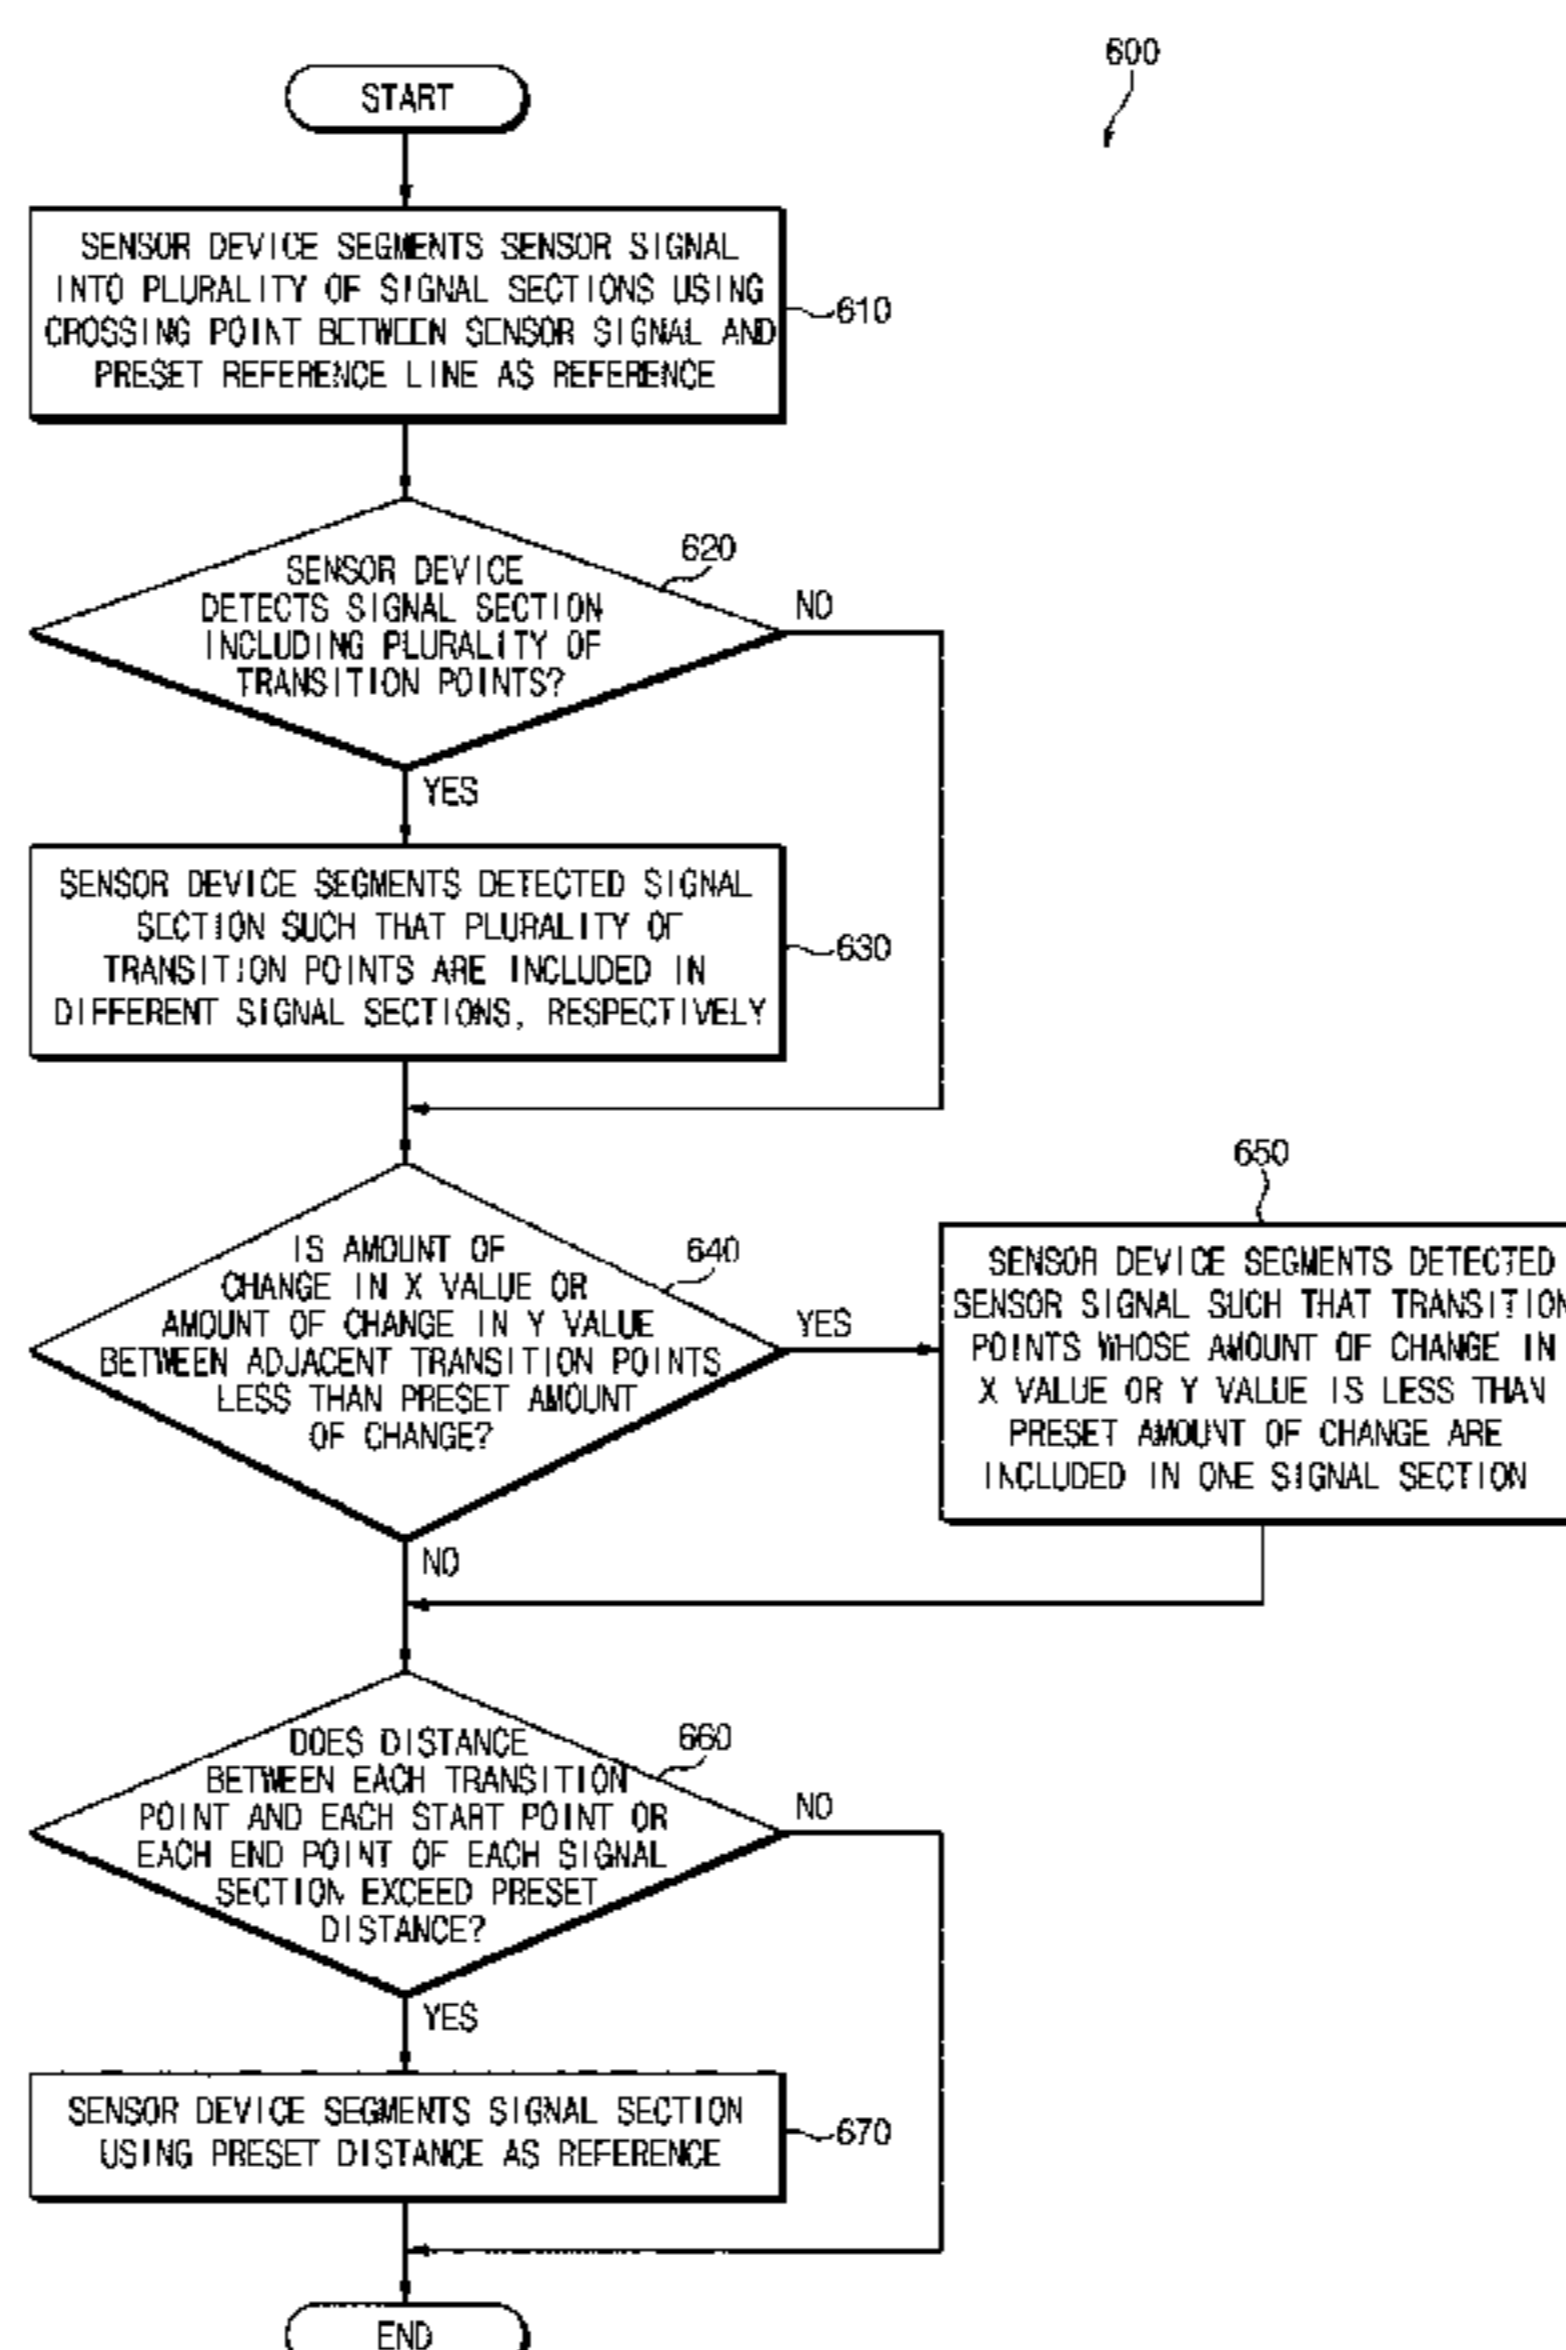 600
START
SENSOR DEVICE SEGMENTS SENSOR SIGNAL
INTO PLURALITY OF SIGNAL SECTIONS USING
CROSSING POINT BETWEEN SENSOR SIGNAL AND
PRESET REFERENCE LINE AS REFERENCE
610
SENSOR DEVICE
DETECTS SIGNAL SECTION
INCLUDING PLURALITY OF
TRANSITION POINTS?
620
NO
YES
SENSOR DEVICE SEGMENTS DETECTED SIGNAL
SECTION SUCH THAT PLURALITY OF
TRANSITION POINTS ARE INCLUDED IN
DIFFERENT SIGNAL SECTIONS, RESPECTIVELY
630
IS AMOUNT OF
CHANGE IN X VALUE OR
AMOUNT OF CHANGE IN Y VALUE
BETWEEN ADJACENT TRANSITION POINTS
LESS THAN PRESET AMOUNT
OF CHANGE?
640
YES
NO
650
SENSOR DEVICE SEGMENTS DETECTED
SENSOR SIGNAL SUCH THAT TRANSITION
POINTS WHOSE AMOUNT OF CHANGE IN
X VALUE OR Y VALUE IS LESS THAN
PRESET AMOUNT OF CHANGE ARE
INCLUDED IN ONE SIGNAL SECTION
DOES DISTANCE
BETWEEN EACH TRANSITION
POINT AND EACH START POINT OR
EACH END POINT OF EACH SIGNAL
SECTION EXCEED PRESET
DISTANCE?
660
NO
YES
SENSOR DEVICE SEGMENTS SIGNAL SECTION
USING PRESET DISTANCE AS REFERENCE
670
END